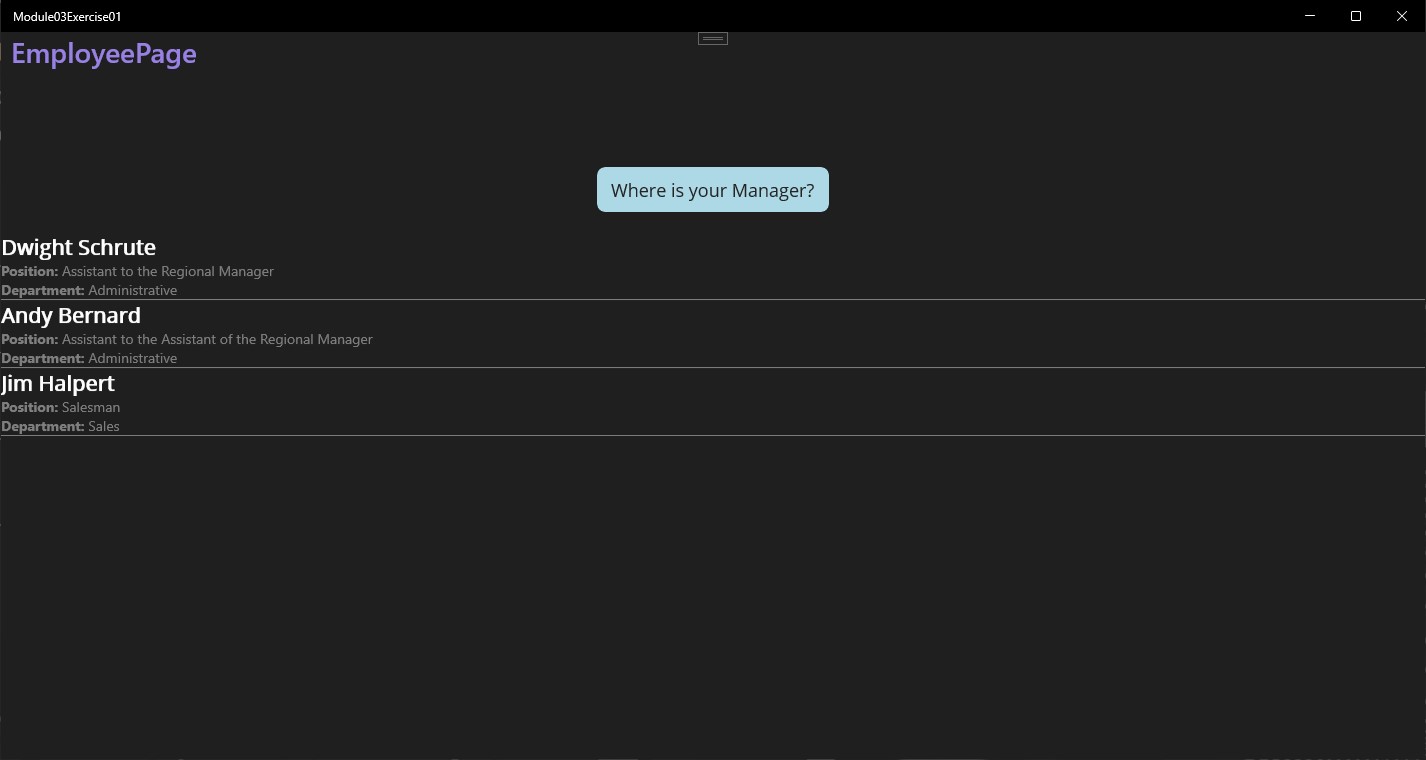 Module03Exercise01
EmployeePage
Where is your Manager?
Dwight Schrute
Position: Assistant to the Regional Manager
Department: Administrative
Andy Bernard
Position: Assistant to the Assistant of the Regional Manager
Department: Administrative
Jim Halpert
Position: Salesman
Department: Sales